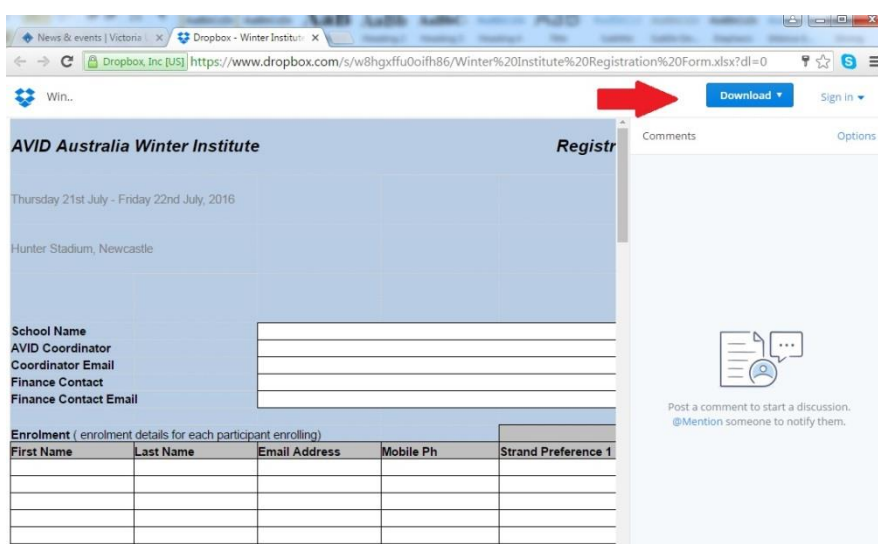 News & events | Victoria
Dropbox - Winter Institut
Dropbox, Inc [US] https://www.dropbox.com/s/w8hgxffu0oifh86/Winter%20Institute%20Registration%20Form.xlsx?dl=0
Win..
Download
Sign in
AVID Australia Winter Institute
Registr
Comments
Options
Thursday 21st July - Friday 22nd July, 2016
Hunter Stadium, Newcastle
School Name
AVID Coordinator
Coordinator Email
Finance Contact
Finance Contact Email
Enrolment ( enrolment details for each participant enrolling)
First Name Last Name Email Address Mobile Ph Strand Preference 1
Post a comment to start a discussion.
@Mention someone to notify them.